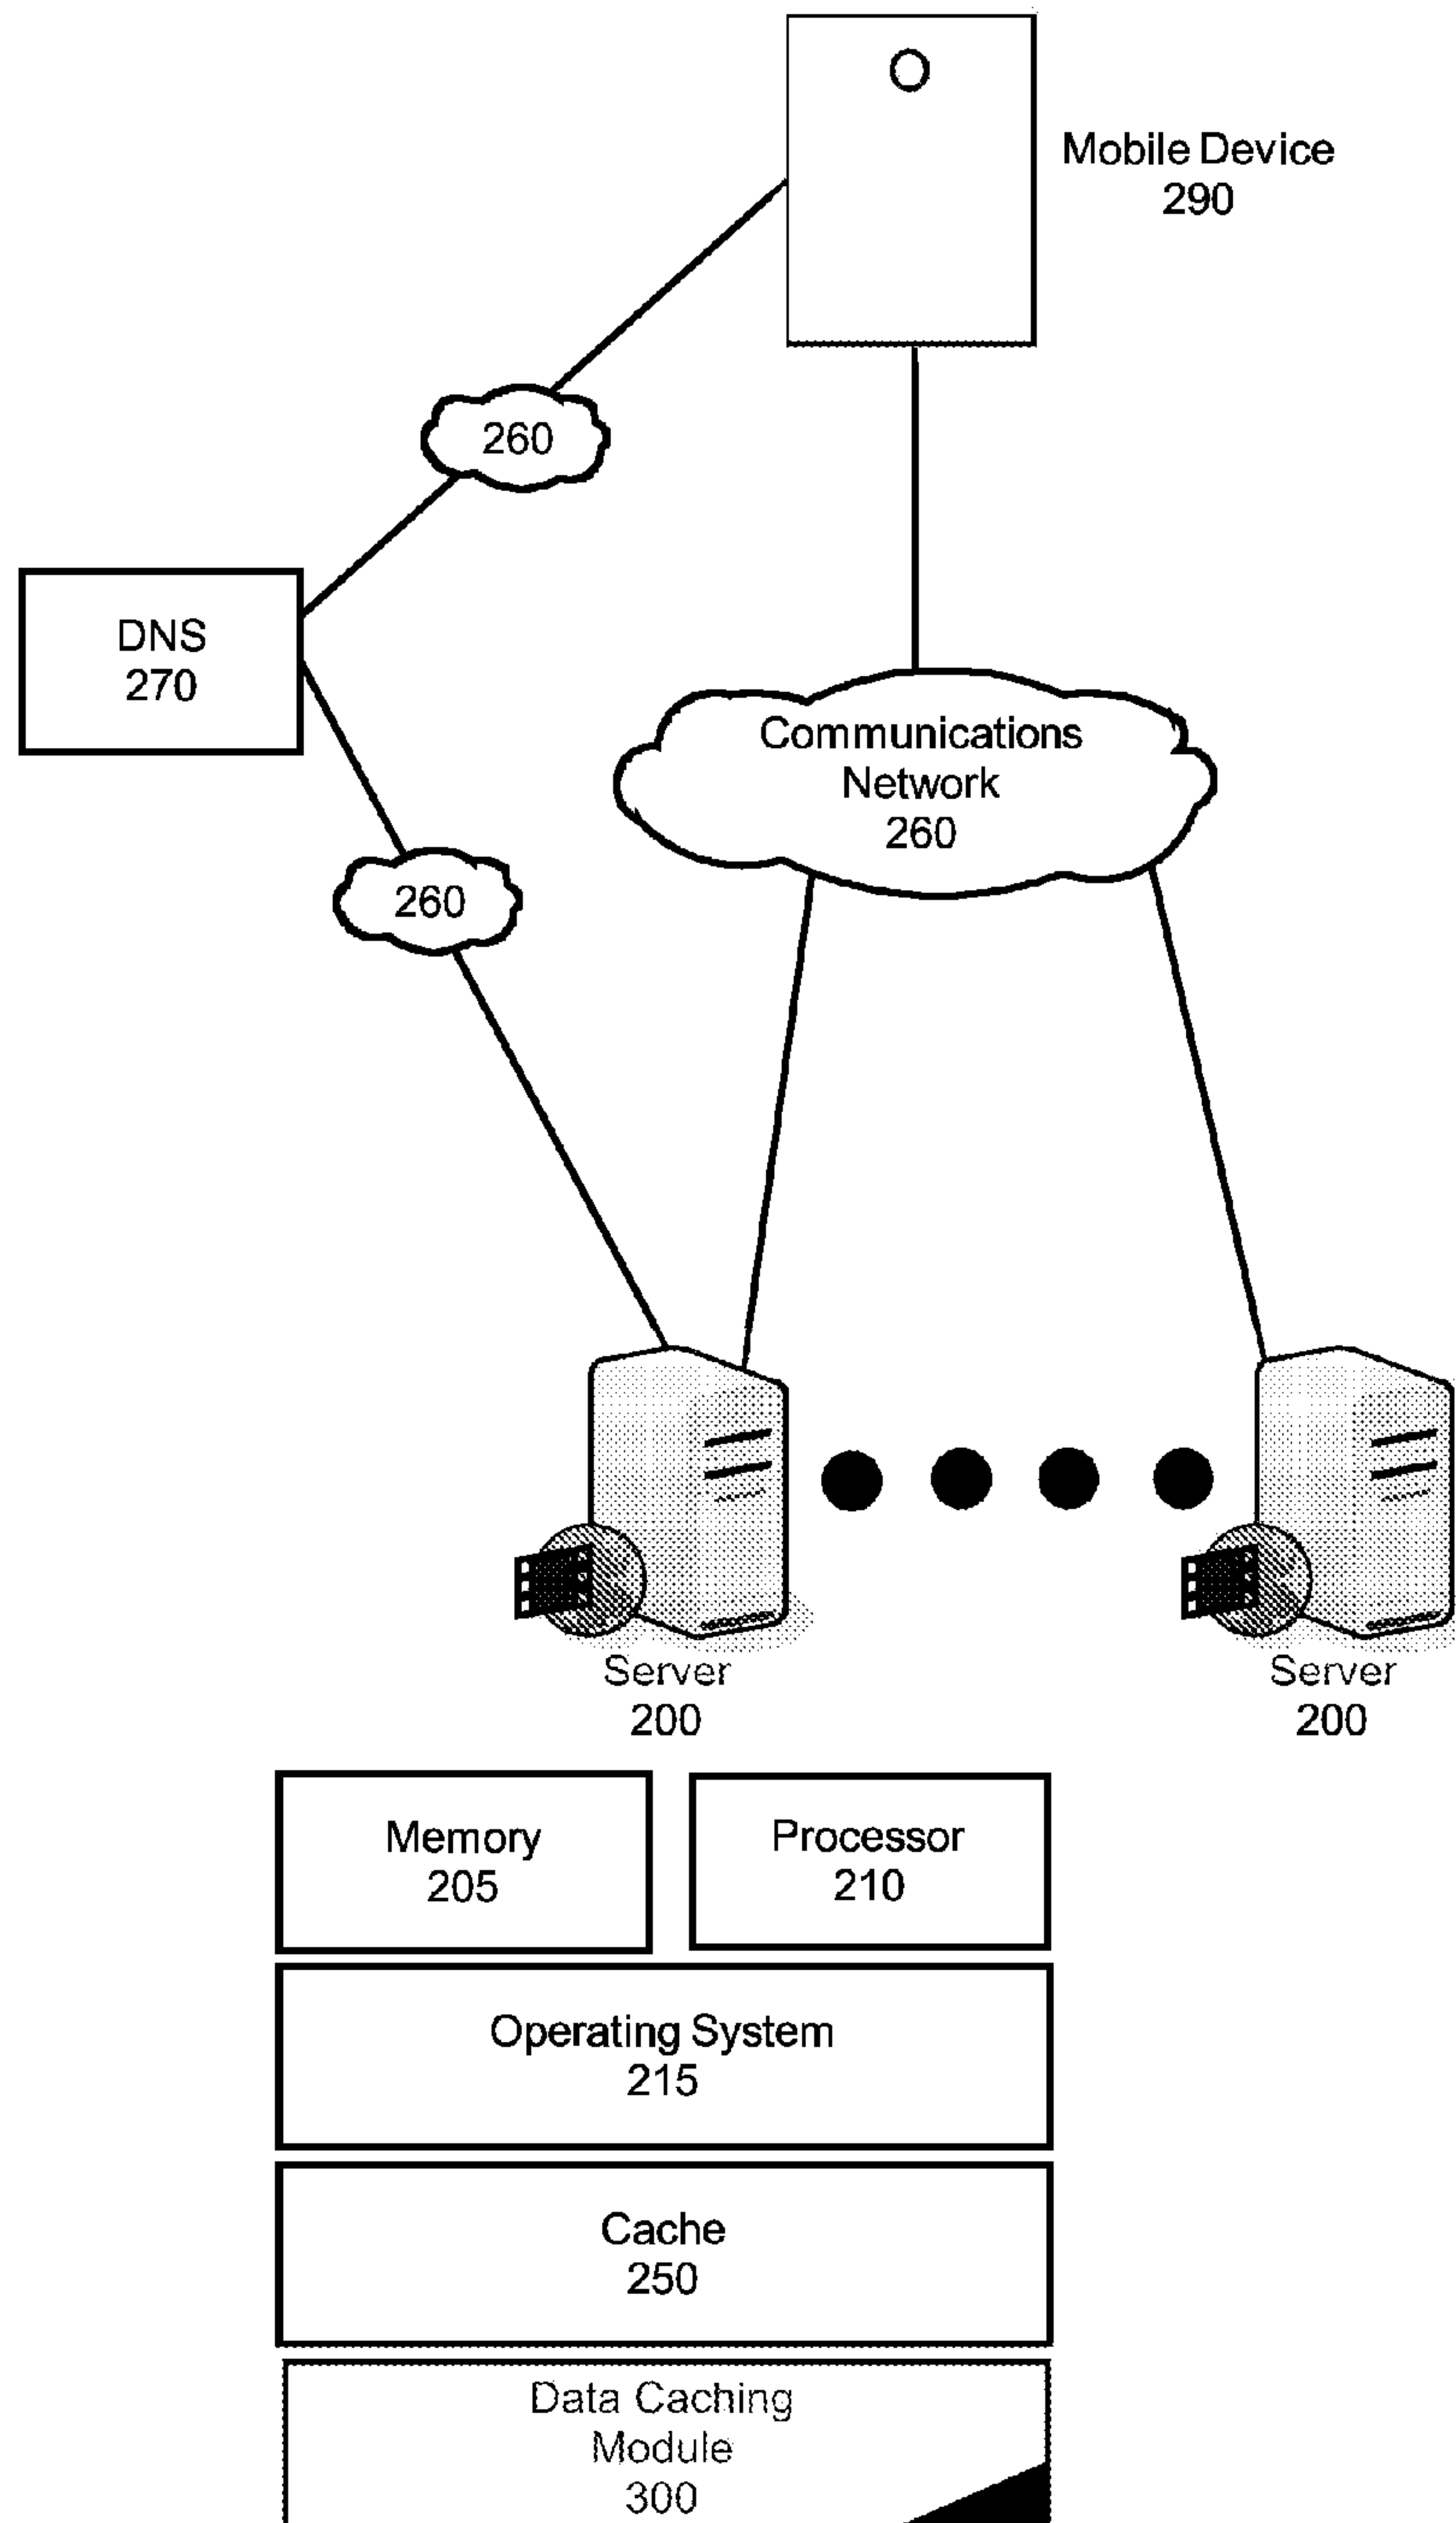 Mobile Device
290
260
DNS
270
Communications
Network
260
260
Server
200
Server
200
Memory
205
Processor
210
Operating System
215
Cache
250
Data Caching
Module
300